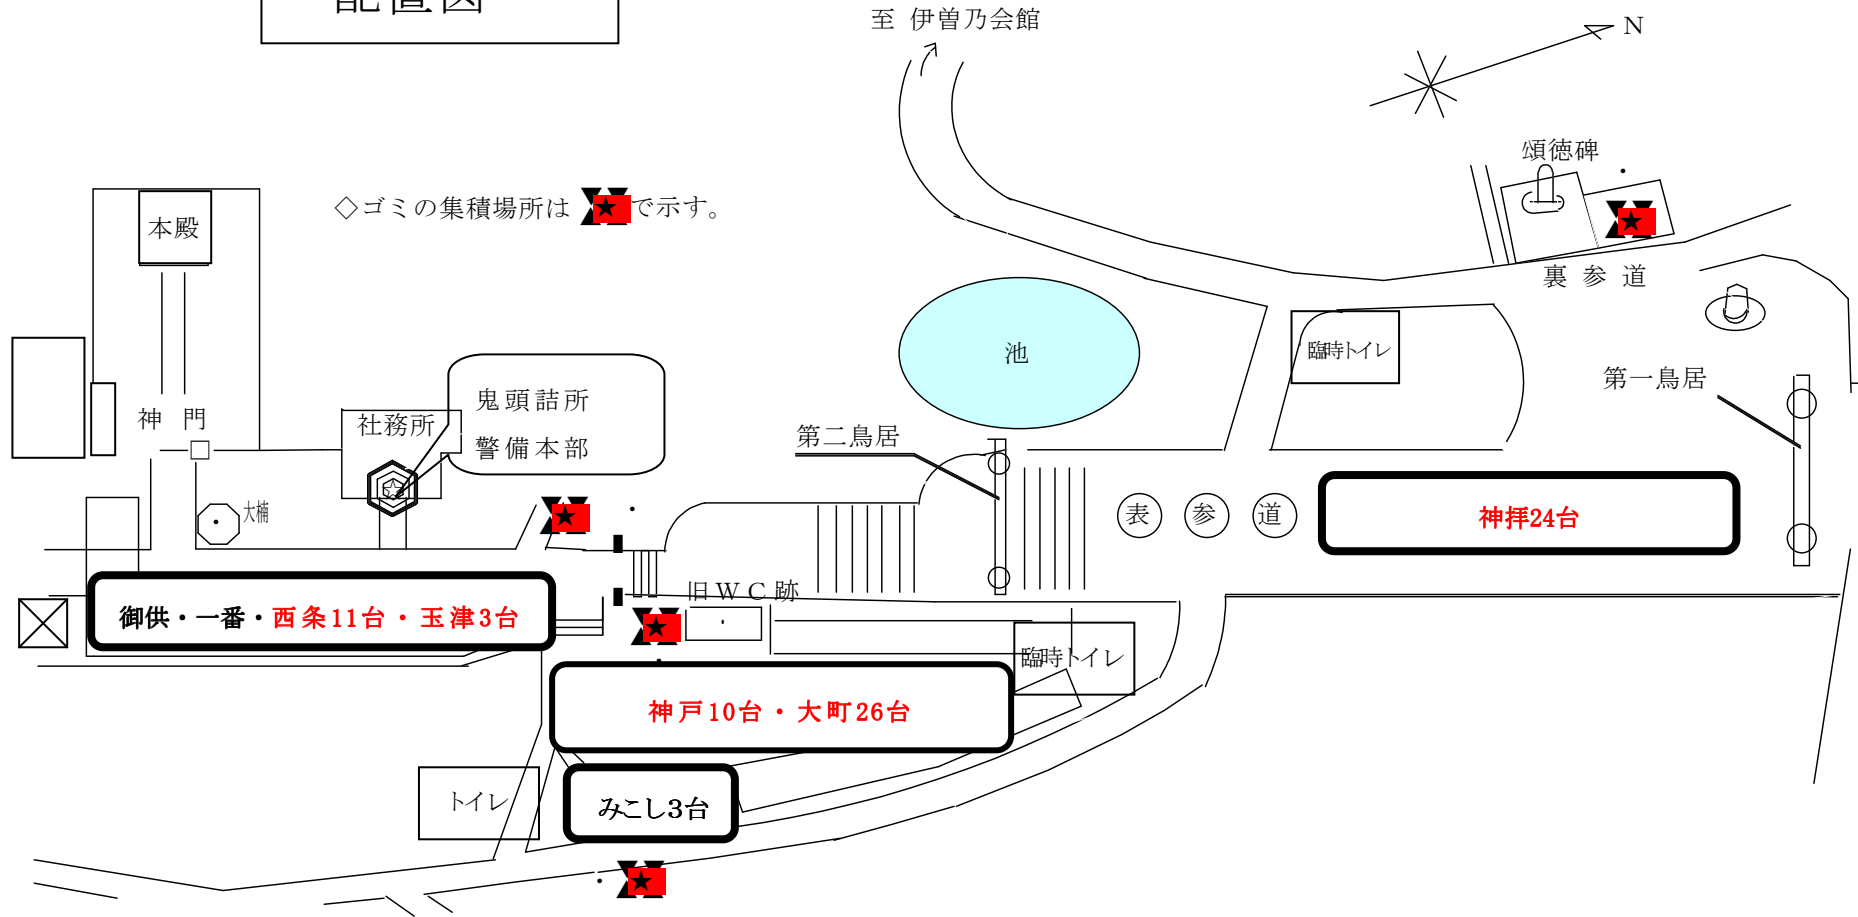 配置図
至 伊曽乃会館
N
頌徳碑
◇ゴミの集積場所は★で示す。
★
本殿
裏参道
池
臨時トイレ
第一鳥居
神門
社務所
鬼頭詰所
警備本部
第二鳥居
大楠
★
表参道
神拝24台
旧WC跡
御供・一番・西条11台・玉津3台
★
臨時トイレ
神戸10台・大町26台
トイレ
みこし3台
★